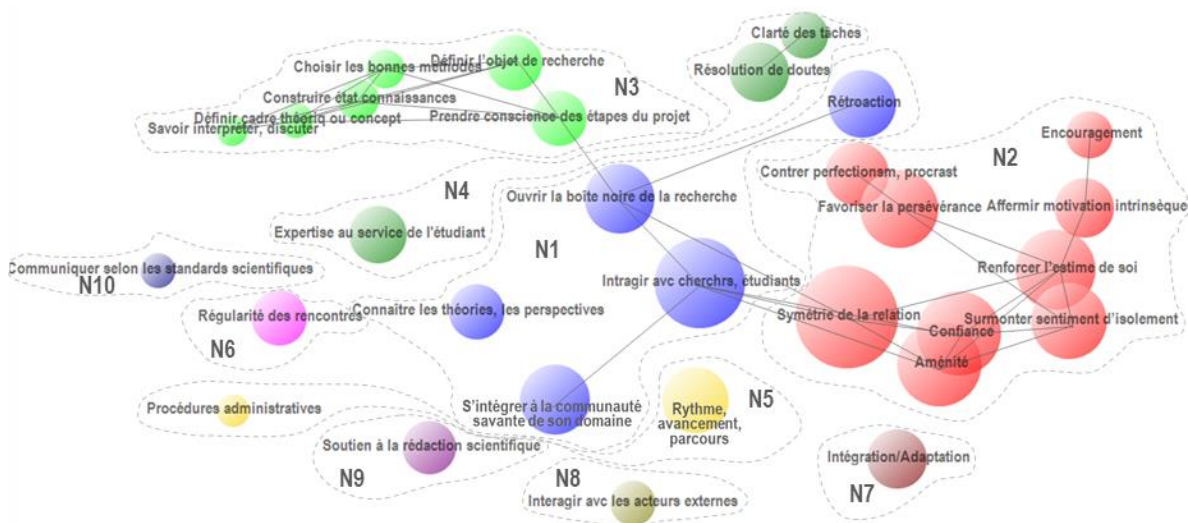 Clarté des tâches
Définir l'objet de recherche
Choisir les bonnes méthodes
N3
Résolution de doutes
Construire état connaissances
Rétroaction
Définir cadre théoriq ou concept
Prendre conscience des étapes du projet
Savoir interpréter, discuter
Encouragement
N2
Contrer perfectionsm, procrast
N4
Ouvrir la boîte noire de la recherche
Favoriser la persévérance
Affermir motivation intrinsèque
Expertise au service de l'étudiant
N1
Communiquer selon les standards scientifiques
N10
Intragir avc cherchrs, étudiants
Renforcer l'estime de soi
Régularité des rencontres
Connaître les théories, les perspectives
Symétrie de la relation
Surmonter sentiment d'isolement
Confiance
N6
Aménité
Procédures administratives
S'intégrer à la communauté
savante de son domaine
N5
Rythme,
avancement,
parcours
Soutien à la rédaction scientifique
N9
N8
Intégration/Adaptation
N7
Interagir avc les acteurs externes